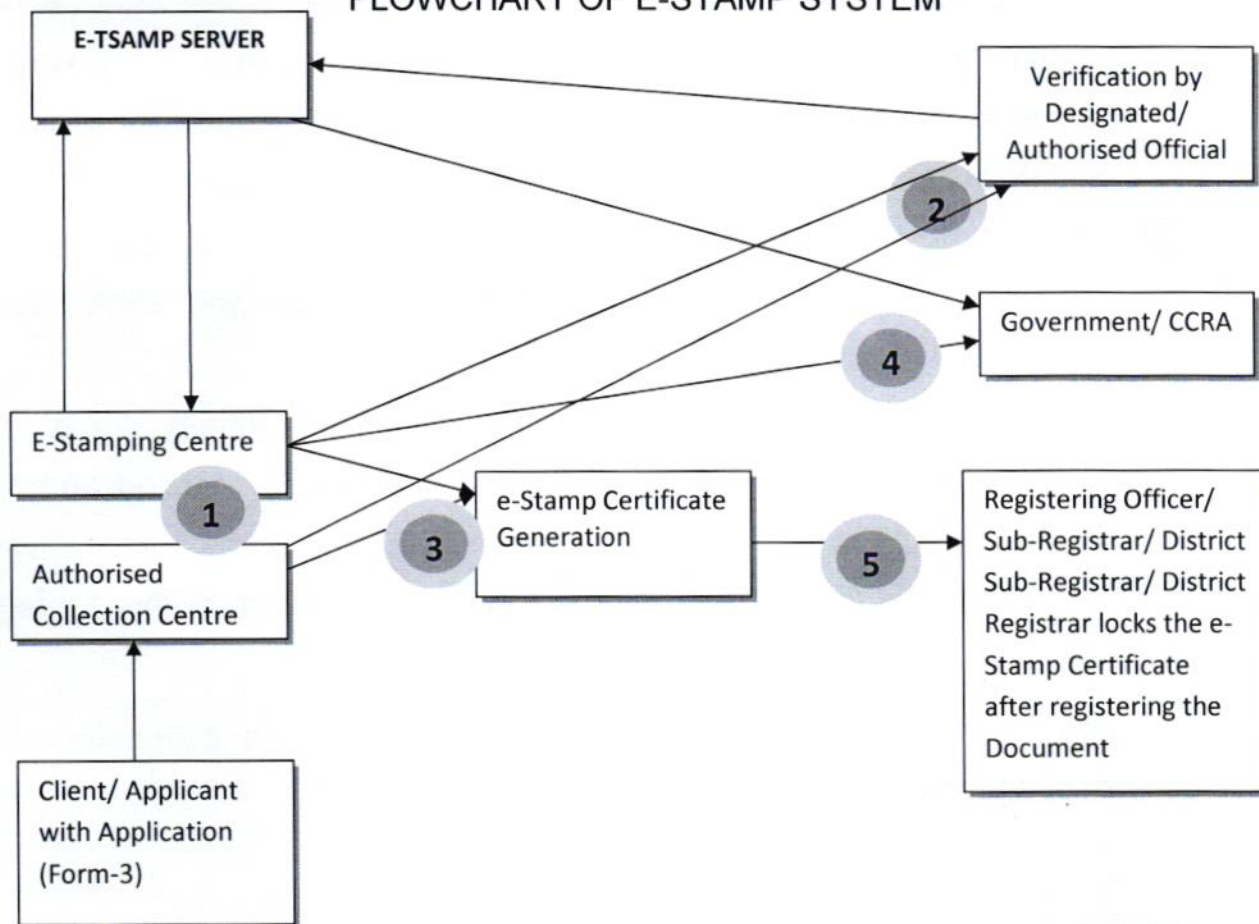 FLOWCHART OF E-STAMP SYSTEM
E-TSAMP SERVER
Verification by
Designated/
Authorised Official
2
Government/ CCRA
4
E-Stamping Centre
1
Authorised
Collection Centre
3
e-Stamp Certificate
Generation
5
Registering Officer/
Sub-Registrar/ District
Sub-Registrar/ District
Registrar locks the e-
Stamp Certificate
after registering the
Document
Client/ Applicant
with Application
(Form-3)